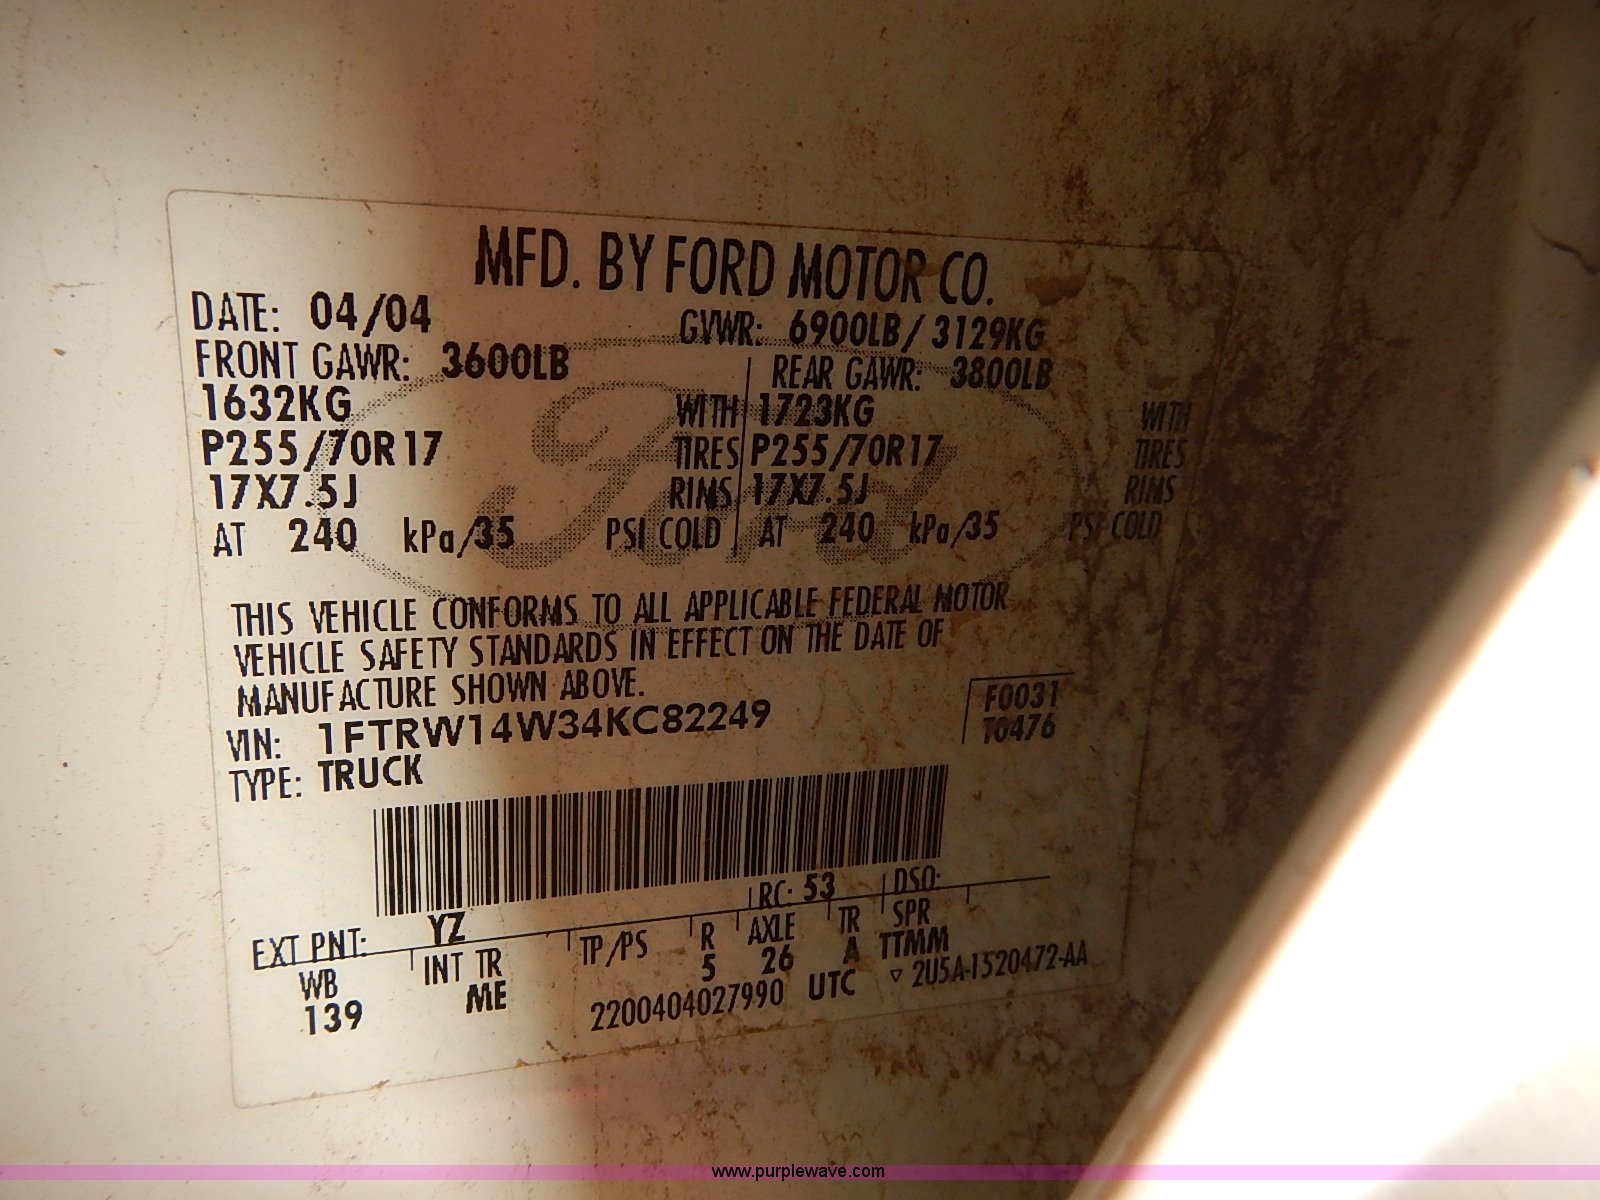 MFD. BY FORD MOTOR CO.
DATE: 04/04 GVWR: 6900LB/ 3129KG
FRONT GAWR: 3600LB REAR GAWR: 3800LB
1632KG WITH 1723KG WITH
P255/70R17 TIRES P255/70R17 TIRES
17X7.5J RIMS 17X7.5J RIMS
AT 240 kPa/35 PSI COLD AT 240 kPa/35 PSI COLD
Ford
THIS VEHICLE CONFORMS TO ALL APPLICABLE FEDERAL MOTOR
VEHICLE SAFETY STANDARDS IN EFFECT ON THE DATE OF
MANUFACTURE SHOWN ABOVE.
F0031
VIN: 1FTRW14W34KC82249 T0476
TYPE: TRUCK
RC: 53 DSO:
EXT PNT: YZ
WB INT TR TP/PS R AXLE TR SPR
139 ME 5 26 A TTMM
2200404027990 UTC ▽ 2U5A-1520472-AA
www.purplewave.com